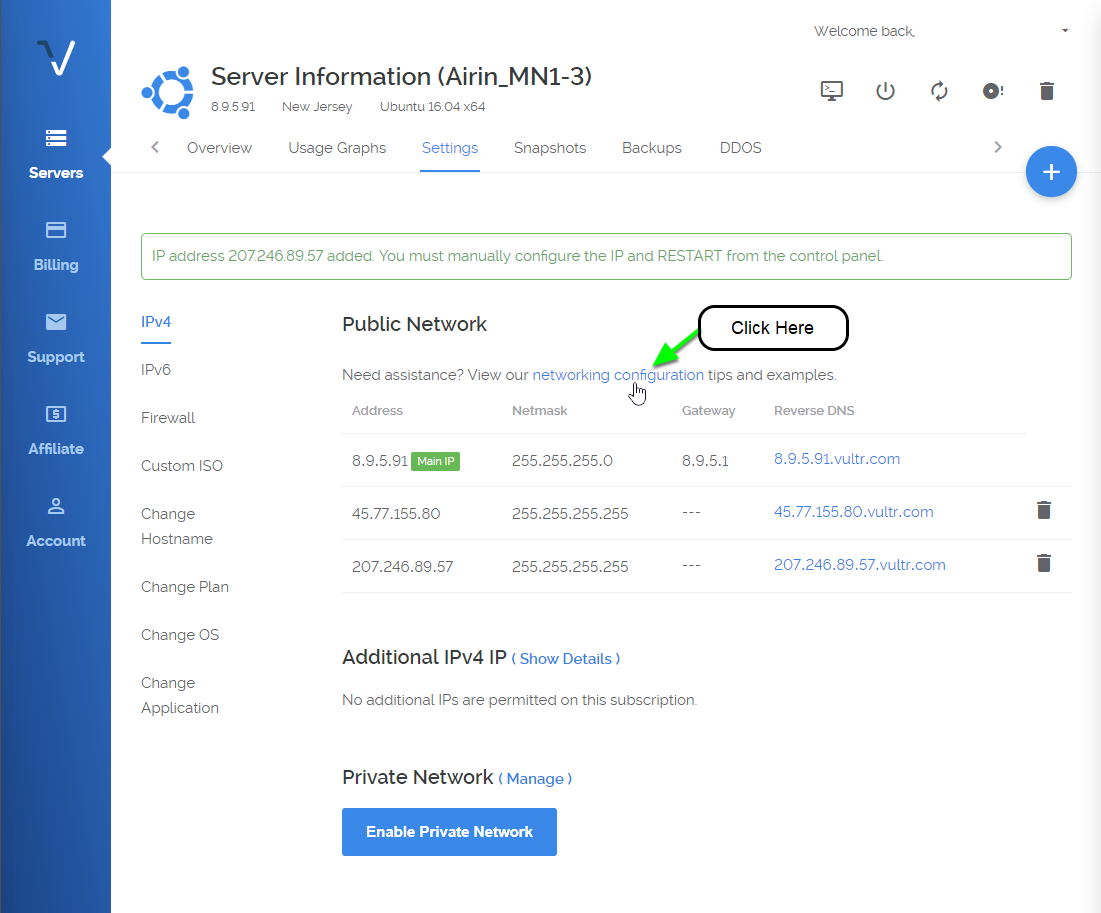 Welcome back,
Server Information (Airin_MN1-3)
8.9.5.91 New Jersey Ubuntu 16.04 x64
Overview Usage Graphs Settings Snapshots Backups DDOS
Servers
Billing
Support
Affiliate
Account
IP address 207.246.89.57 added. You must manually configure the IP and RESTART from the control panel.
IPv4
IPv6
Firewall
Custom ISO
Change
Hostname
Change Plan
Change OS
Change
Application
Public Network
Click Here
Need assistance? View our networking configuration tips and examples.
Address Netmask Gateway Reverse DNS
8.9.5.91 Main IP 255.255.255.0 8.9.5.1 8.9.5.91.vultr.com
45.77.155.80 255.255.255.255 --- 45.77.155.80.vultr.com
207.246.89.57 255.255.255.255 --- 207.246.89.57.vultr.com
Additional IPv4 IP ( Show Details )
No additional IPs are permitted on this subscription.
Private Network ( Manage )
Enable Private Network